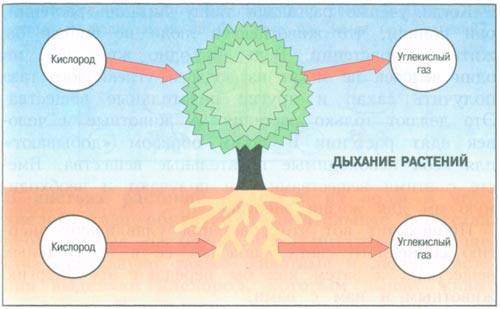 Кислород
Углекислый
газ
ДЫХАНИЕ РАСТЕНИЙ
Кислород
Углекислый
газ